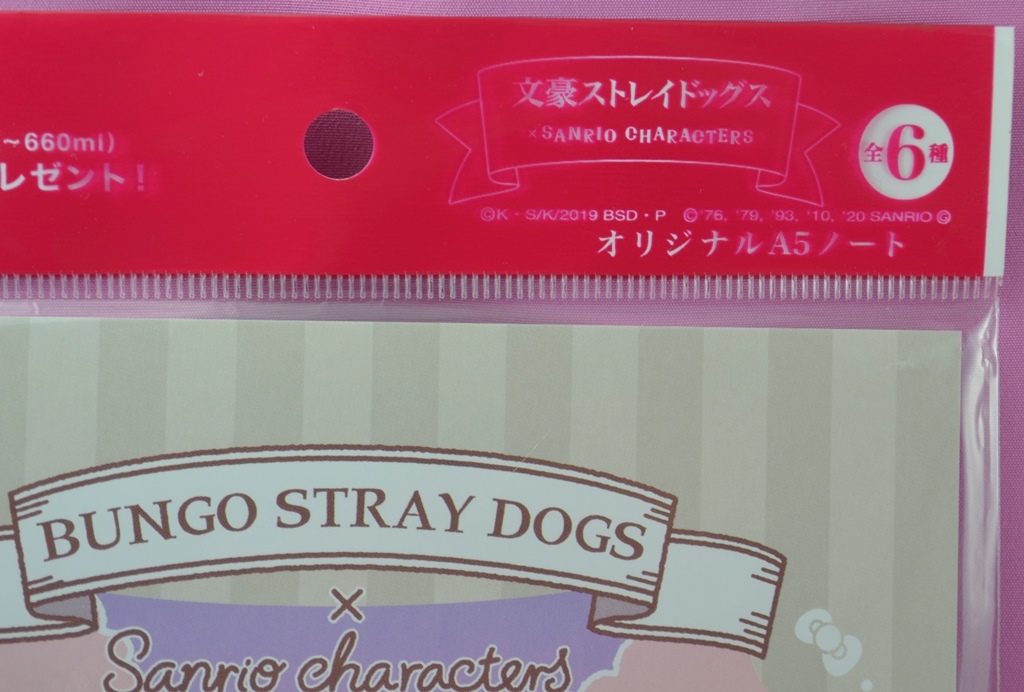 ~660ml)
レゼント!
文豪ストレイドッグス
×SANRIO CHARACTERS
全6種
©K・S/K/2019 BSD・P ©'76, '79, '93, '10, '20 SANRIO Ⓖ
オリジナルA5ノート
BUNGO STRAY DOGS
×
Sanrio characters